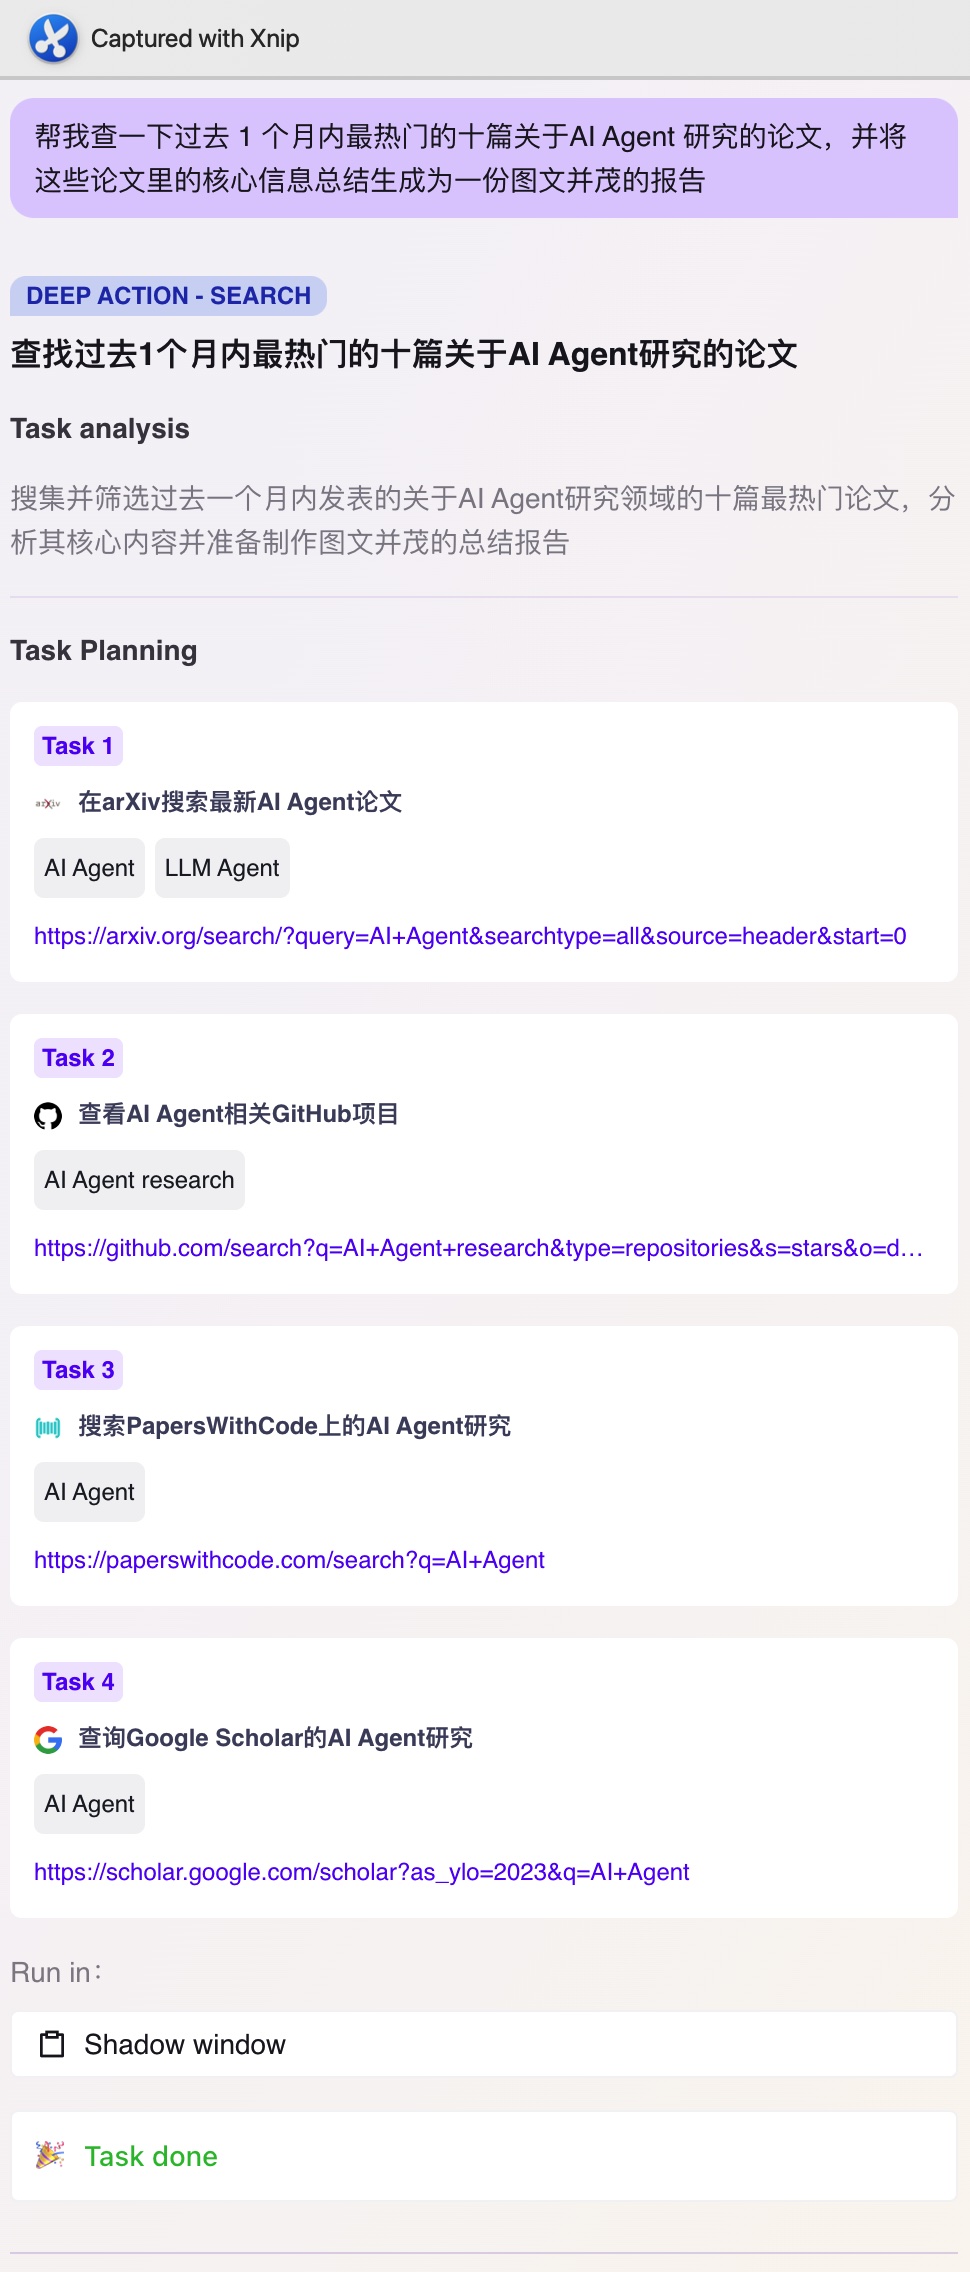 Captured with Xnip
帮我查一下过去 1 个月内最热门的十篇关于AI Agent 研究的论文，并将
这些论文里的核心信息总结生成为一份图文并茂的报告
DEEP ACTION - SEARCH
查找过去1个月内最热门的十篇关于AI Agent研究的论文
Task analysis
搜集并筛选过去一个月内发表的关于AI Agent研究领域的十篇最热门论文，分
析其核心内容并准备制作图文并茂的总结报告
Task Planning
Task 1
arXiv 在arXiv搜索最新AI Agent论文
AI Agent LLM Agent
https://arxiv.org/search/?query=AI+Agent&searchtype=all&source=header&start=0
Task 2
查看AI Agent相关GitHub项目
AI Agent research
https://github.com/search?q=AI+Agent+research&type=repositories&s=stars&o=d…
Task 3
搜索PapersWithCode上的AI Agent研究
AI Agent
https://paperswithcode.com/search?q=AI+Agent
Task 4
查询Google Scholar的AI Agent研究
AI Agent
https://scholar.google.com/scholar?as_ylo=2023&q=AI+Agent
Run in：
Shadow window
Task done